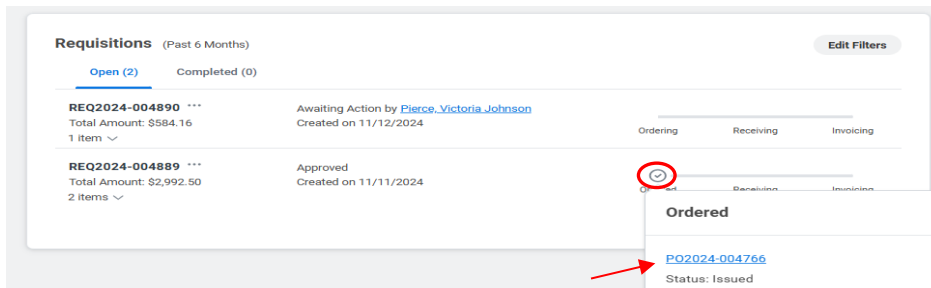 Requisitions (Past 6 Months)
Edit Filters
Open (2) Completed (0)
REQ2024-004890 ...
Total Amount: $584.16
1 item
Awaiting Action by Pierce, Victoria Johnson
Created on 11/12/2024
Ordering Receiving Invoicing
REQ2024-004889 ...
Total Amount: $2,992.50
2 items
Approved
Created on 11/11/2024
Receiving Invoicing
Ordered
PO2024-004766
Status: Issued